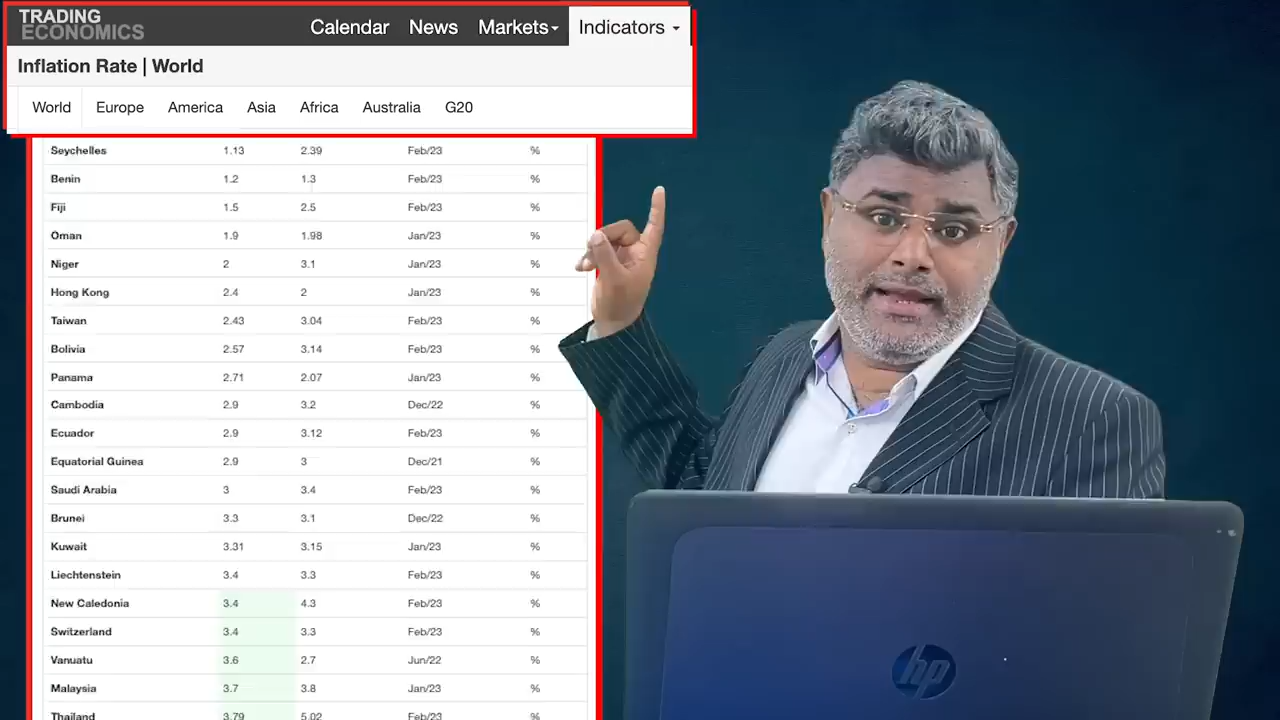 TRADING
ECONOMICS
Calendar News Markets Indicators
Inflation Rate | World
World Europe America Asia Africa Australia G20
Seychelles 1.13 2.39 Feb/23 %
Benin 1.2 1.3 Feb/23 %
Fiji 1.5 2.5 Feb/23 %
Oman 1.9 1.98 Jan/23 %
Niger 2 3.1 Jan/23 %
Hong Kong 2.4 2 Jan/23 %
Taiwan 2.43 3.04 Feb/23 %
Bolivia 2.57 3.14 Feb/23 %
Panama 2.71 2.07 Jan/23 %
Cambodia 2.9 3.2 Dec/22 %
Ecuador 2.9 3.12 Feb/23 %
Equatorial Guinea 2.9 3 Dec/21 %
Saudi Arabia 3 3.4 Feb/23 %
Brunei 3.3 3.1 Dec/22 %
Kuwait 3.31 3.15 Jan/23 %
Liechtenstein 3.4 3.3 Feb/23 %
New Caledonia 3.4 4.3 Feb/23 %
Switzerland 3.4 3.3 Feb/23 %
Vanuatu 3.6 2.7 Jun/22 %
Malaysia 3.7 3.8 Jan/23 %
Thailand 3.79 5.02 Feb/23 %
hp